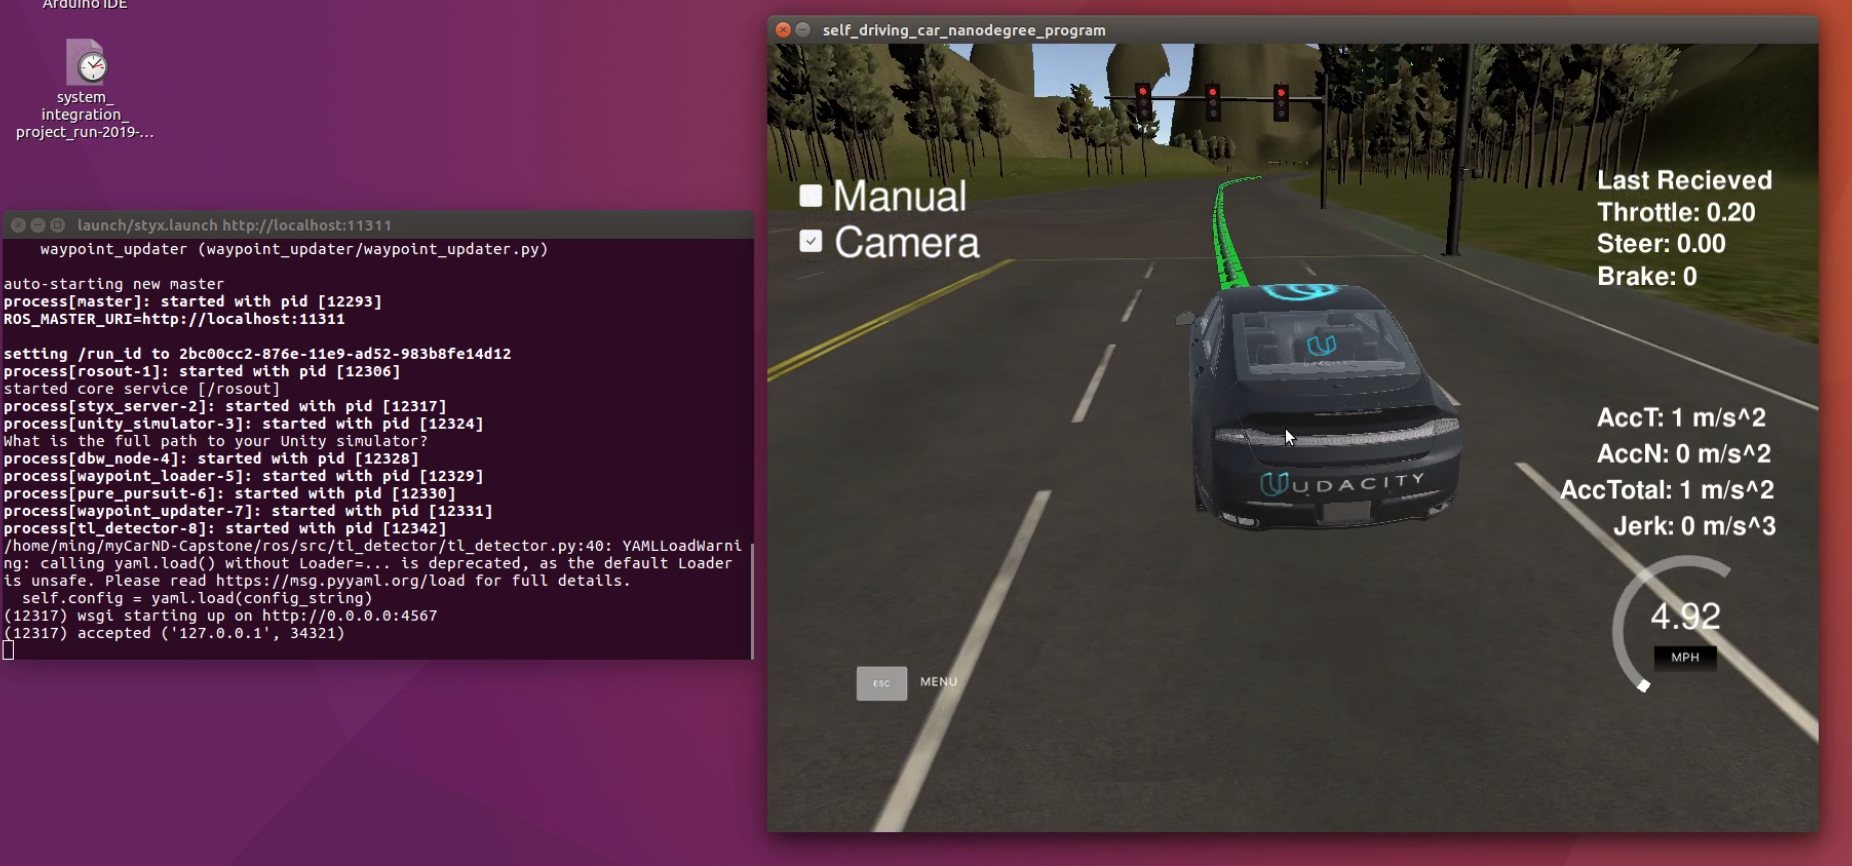 Arduino IDE
system_
integration_
project_run-2019-...
launch/styx.launch http://localhost:11311
    waypoint_updater (waypoint_updater/waypoint_updater.py)
auto-starting new master
process[master]: started with pid [12293]
ROS_MASTER_URI=http://localhost:11311
setting /run_id to 2bc00cc2-876e-11e9-ad52-983b8fe14d12
process[rosout-1]: started with pid [12306]
started core service [/rosout]
process[styx_server-2]: started with pid [12317]
process[unity_simulator-3]: started with pid [12324]
What is the full path to your Unity simulator?
process[dbw_node-4]: started with pid [12328]
process[waypoint_loader-5]: started with pid [12329]
process[pure_pursuit-6]: started with pid [12330]
process[waypoint_updater-7]: started with pid [12331]
process[tl_detector-8]: started with pid [12342]
/home/ming/myCarND-Capstone/ros/src/tl_detector/tl_detector.py:40: YAMLLoadWarni
ng: calling yaml.load() without Loader=... is deprecated, as the default Loader
is unsafe. Please read https://msg.pyyaml.org/load for full details.
  self.config = yaml.load(config_string)
(12317) wsgi starting up on http://0.0.0.0:4567
(12317) accepted ('127.0.0.1', 34321)
self_driving_car_nanodegree_program
Manual
Camera
Last Recieved
Throttle: 0.20
Steer: 0.00
Brake: 0
UDACITY
AccT: 1 m/s^2
AccN: 0 m/s^2
AccTotal: 1 m/s^2
Jerk: 0 m/s^3
4.92
MPH
ESC MENU